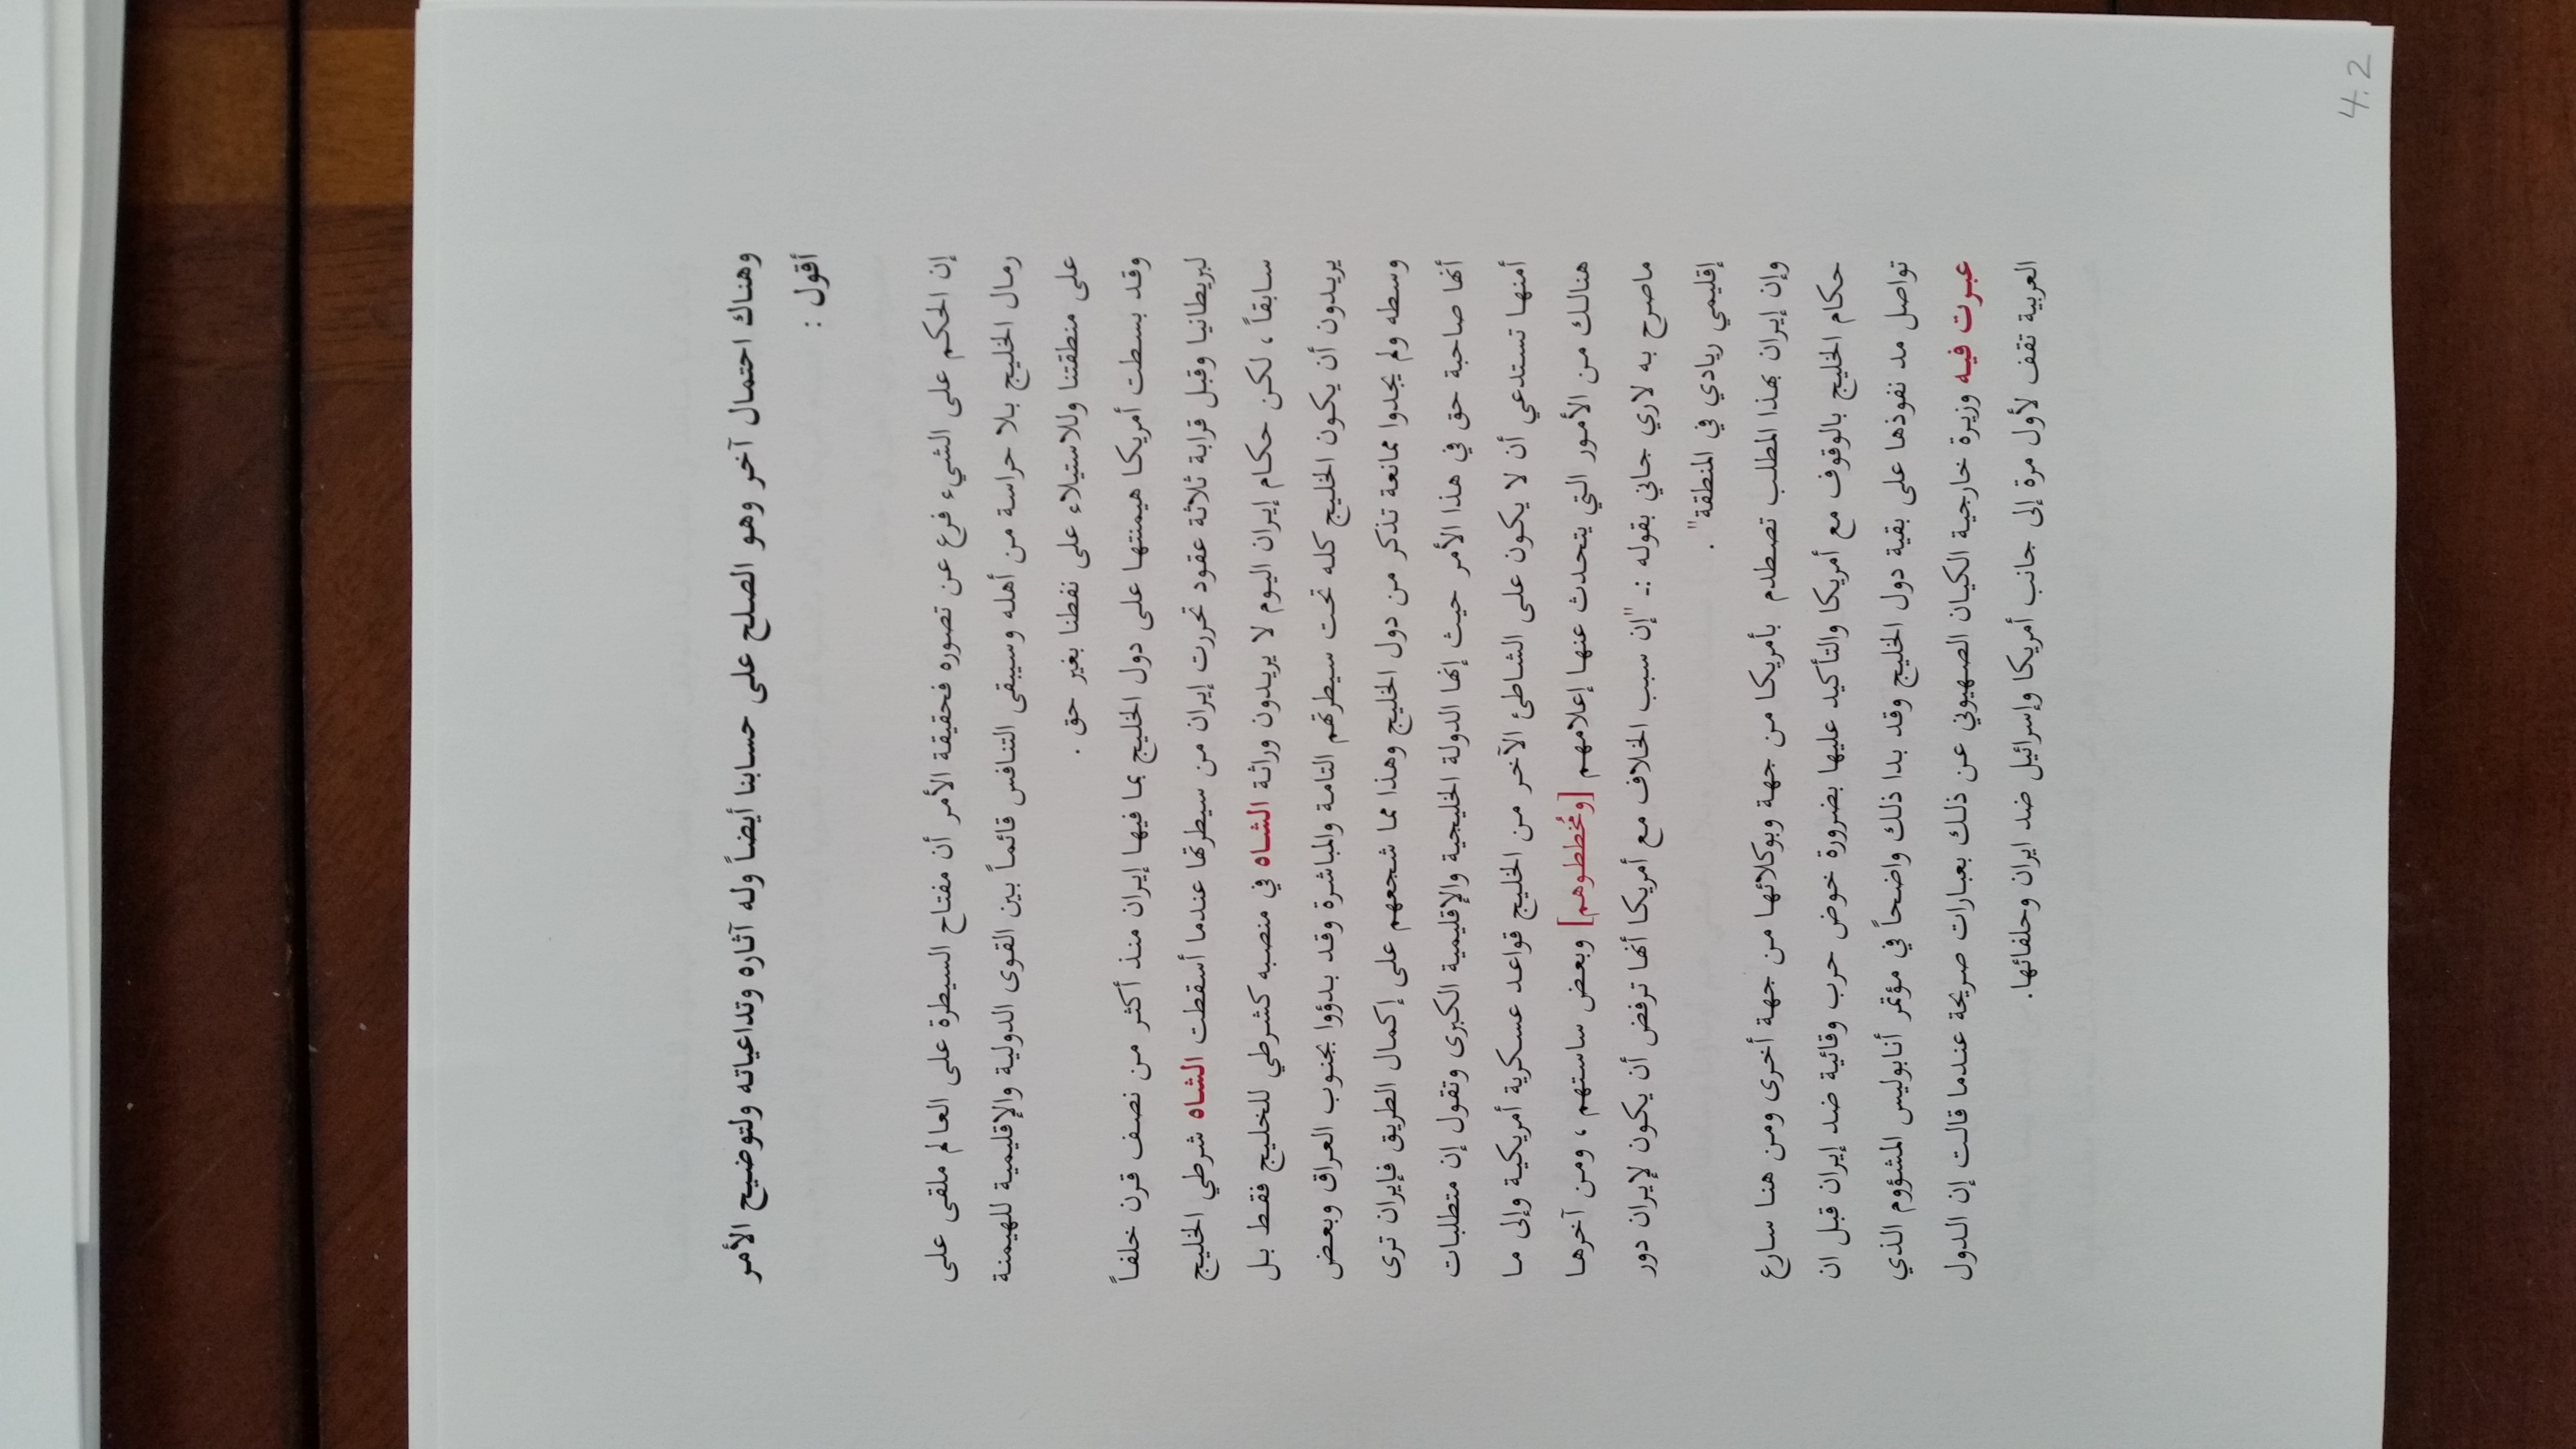 4.2
وهناك احتمال آخر وهو الصلح على حسابنا أيضاً وله آثاره وتداعياته ولتوضيح الأمر
أقول :
إن الحكم على الشيء فرع عن تصوره فحقيقة الأمر أن مفتاح السيطرة على العالم ملقى على
رمال الخليج بلا حراسة من أهله وسيبقى التنافس قائماً بين القوى الدولية والإقليمية للهيمنة
على منطقتنا وللاستيلاء على نفطنا بغير حق .
وقد بسطت أمريكا هيمنتها على دول الخليج بما فيها إيران منذ أكثر من نصف قرن خلفاً
لبريطانيا وقبل قرابة ثلاثة عقود تحررت إيران من سيطرتها عندما أسقطت الشاه شرطي الخليج
سابقاً ، لكن حكام إيران اليوم لا يريدون وراثة الشاه في منصبه كشرطي للخليج فقط بل
يريدون أن يكون الخليج كله تحت سيطرتهم التامة والمباشرة وقد بدؤوا بجنوب العراق وبعض
وسطه ولم يجدوا ممانعة تذكر من دول الخليج وهذا مما شجعهم على إكمال الطريق فإيران ترى
أنها صاحبة حق في هذا الأمر حيث إنها الدولة الخليجية والإقليمية الكبرى وتقول إن متطلبات
أمنها تستدعي أن لا يكون على الشاطئ الآخر من الخليج قواعد عسكرية أمريكية وإلى ما
هنالك من الأمور التي يتحدث عنها إعلامهم [ومُخططوهم] وبعض ساستهم ، ومن آخرها
ماصرح به لاري جاني بقوله :- "إن سبب الخلاف مع أمريكا أنها ترفض أن يكون لإيران دور
إقليمي ريادي في المنطقة" .
وإن إيران بهذا المطلب تصطدم بأمريكا من جهة وبوكلائها من جهة أخرى ومن هنا سارع
حكام الخليج بالوقوف مع أمريكا والتأكيد عليها بضرورة خوض حرب وقائية ضد إيران قبل ان
تواصل مد نفوذها على بقية دول الخليج وقد بدا ذلك واضحاً في مؤتمر أنابوليس المشؤوم الذي
عبرت فيه وزيرة خارجية الكيان الصهيوني عن ذلك بعبارات صريحة عندما قالت إن الدول
العربية تقف لأول مرة إلى جانب أمريكا وإسرائيل ضد ايران وحلفائها.